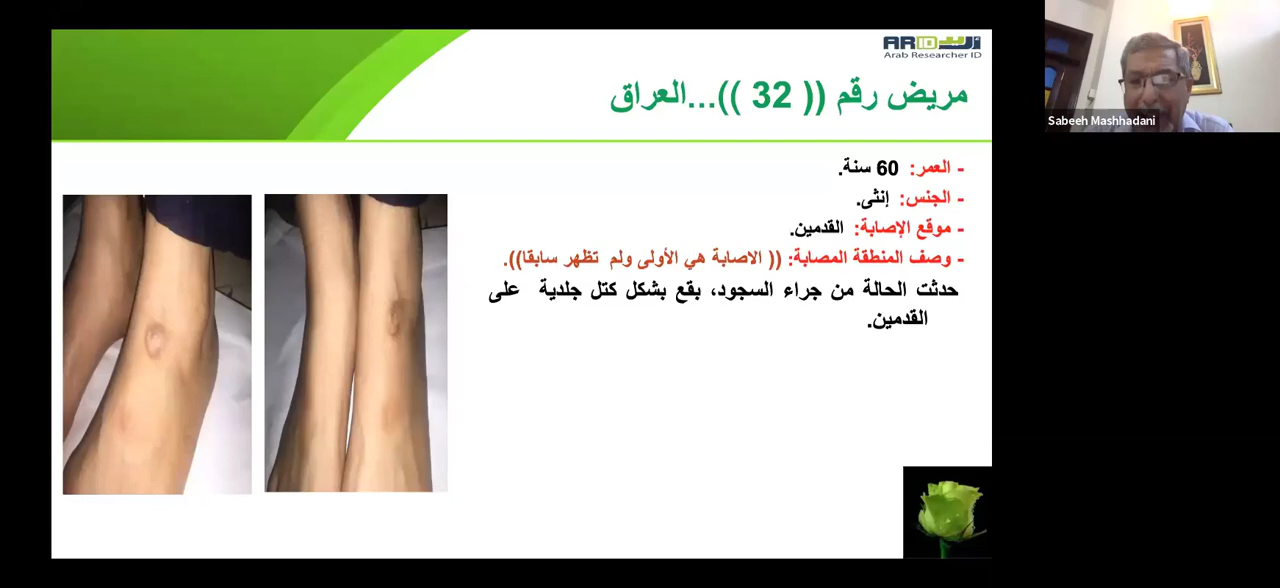 ARID اريد
Arab Researcher ID
مريض رقم (( 32 ))...العراق
- العمر: 60 سنة.
- الجنس: إنثى.
- موقع الإصابة: القدمين.
- وصف المنطقة المصابة: (( الاصابة هي الأولى ولم تظهر سابقا)).
حدثت الحالة من جراء السجود، بقع بشكل كتل جلدية على
القدمين.
Sabeeh Mashhadani